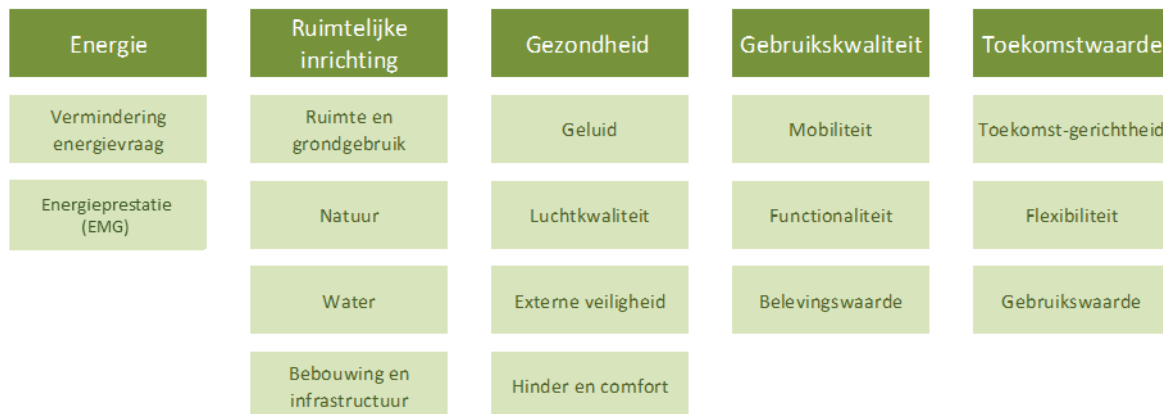 Energie
Vermindering
energievraag
Energieprestatie
(EMG)
Ruimtelijke
inrichting
Ruimte en
grondgebruik
Natuur
Water
Bebouwing en
infrastructuur
Gezondheid
Geluid
Luchtkwaliteit
Externe veiligheid
Hinder en comfort
Gebruikskwaliteit
Mobiliteit
Functionaliteit
Belevingswaarde
Toekomstwaarde
Toekomst-gerichtheid
Flexibiliteit
Gebruikswaarde